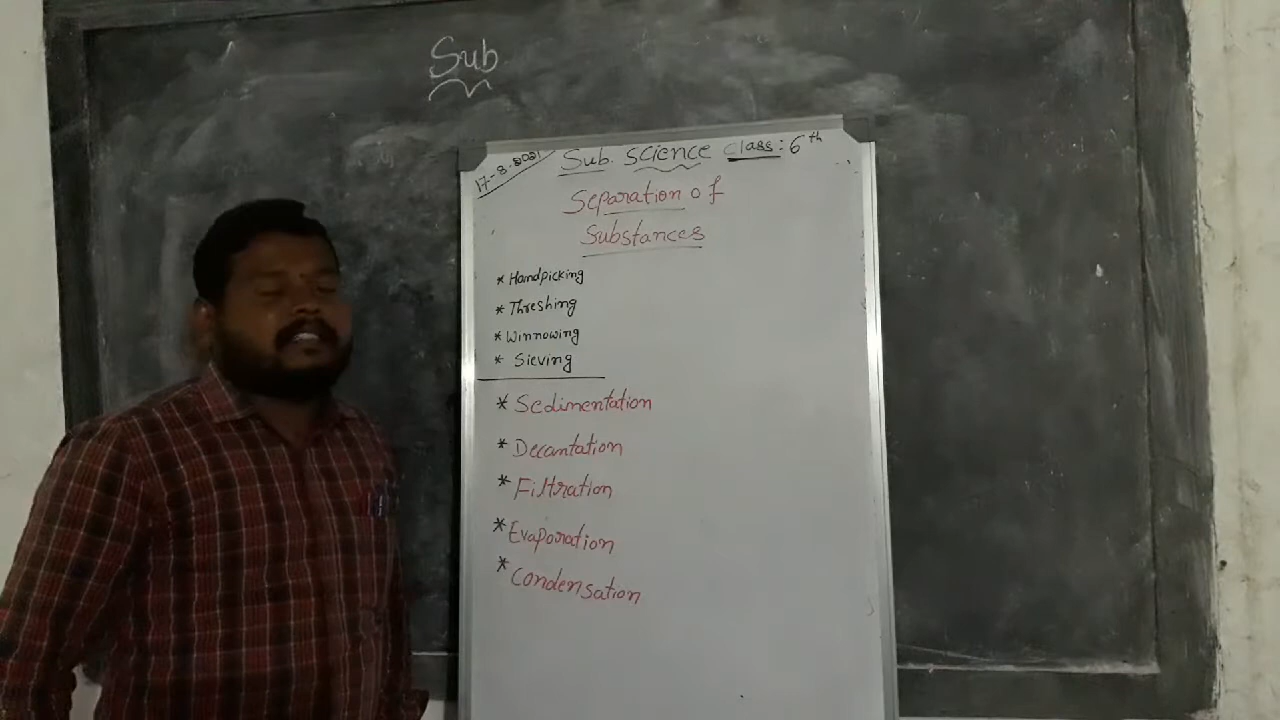 Sub
17-8-2021 Sub. Science Class: 6th
Separation of
Substances
* Handpicking
* Threshing
* Winnowing
* Sieving
* Sedimentation
* Decantation
* Filtration
* Evaporation
* Condensation